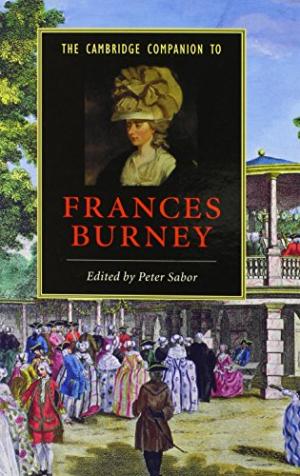 THE CAMBRIDGE COMPANION TO
FRANCES
BURNEY
Edited by Peter Sabor